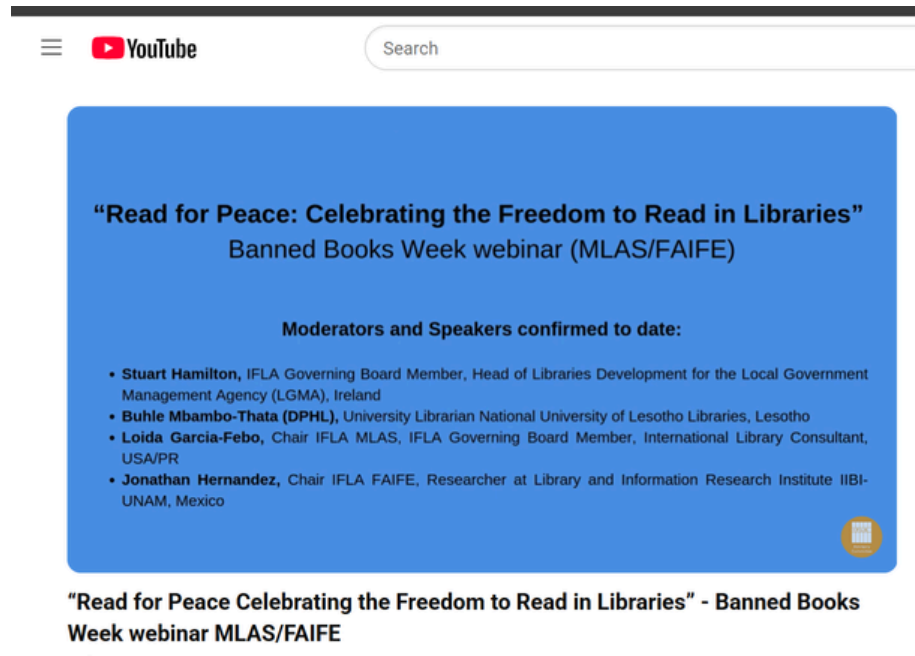 YouTube
Search
“Read for Peace: Celebrating the Freedom to Read in Libraries”
Banned Books Week webinar (MLAS/FAIFE)
Moderators and Speakers confirmed to date:
• Stuart Hamilton, IFLA Governing Board Member, Head of Libraries Development for the Local Government
Management Agency (LGMA), Ireland
• Buhle Mbambo-Thata (DPHL), University Librarian National University of Lesotho Libraries, Lesotho
• Loida Garcia-Febo, Chair IFLA MLAS, IFLA Governing Board Member, International Library Consultant,
USA/PR
• Jonathan Hernandez, Chair IFLA FAIFE, Researcher at Library and Information Research Institute IIBI-
UNAM, Mexico
“Read for Peace Celebrating the Freedom to Read in Libraries” - Banned Books
Week webinar MLAS/FAIFE